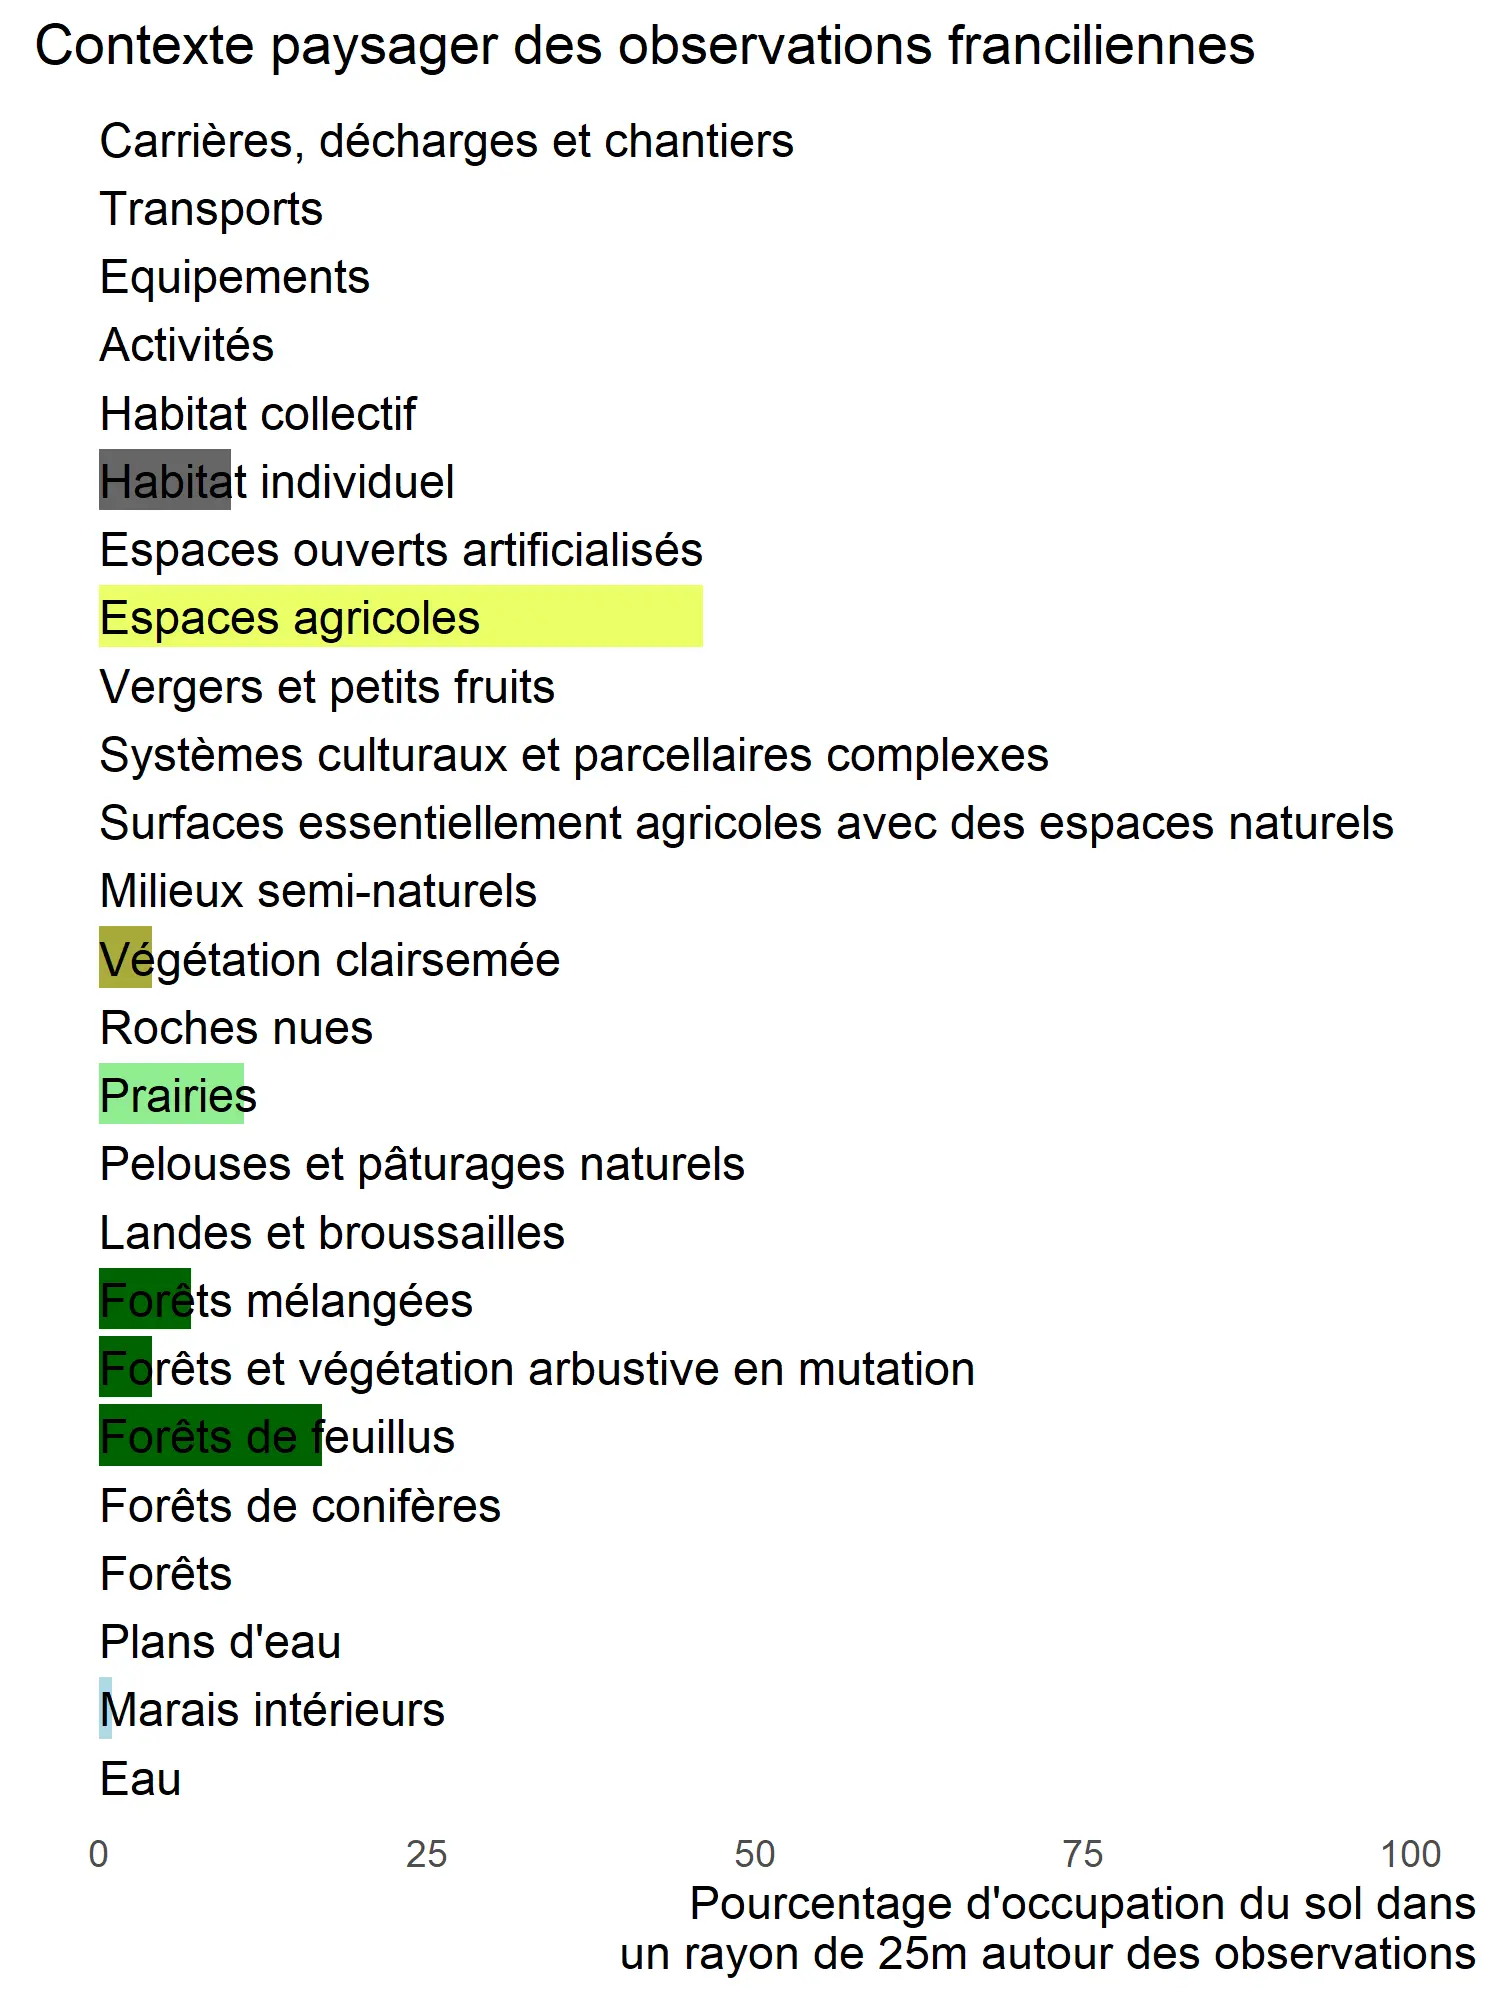 Contexte paysager des observations franciliennes
Carrières, décharges et chantiers
Transports
Equipements
Activités
Habitat collectif
Habitat individuel
Espaces ouverts artificialisés
Espaces agricoles
Vergers et petits fruits
Systèmes culturaux et parcellaires complexes
Surfaces essentiellement agricoles avec des espaces naturels
Milieux semi-naturels
Végétation clairsemée
Roches nues
Prairies
Pelouses et pâturages naturels
Landes et broussailles
Forêts mélangées
Forêts et végétation arbustive en mutation
Forêts de feuillus
Forêts de conifères
Forêts
Plans d'eau
Marais intérieurs
Eau
0 25 50 75 100
Pourcentage d'occupation du sol dans
un rayon de 25m autour des observations